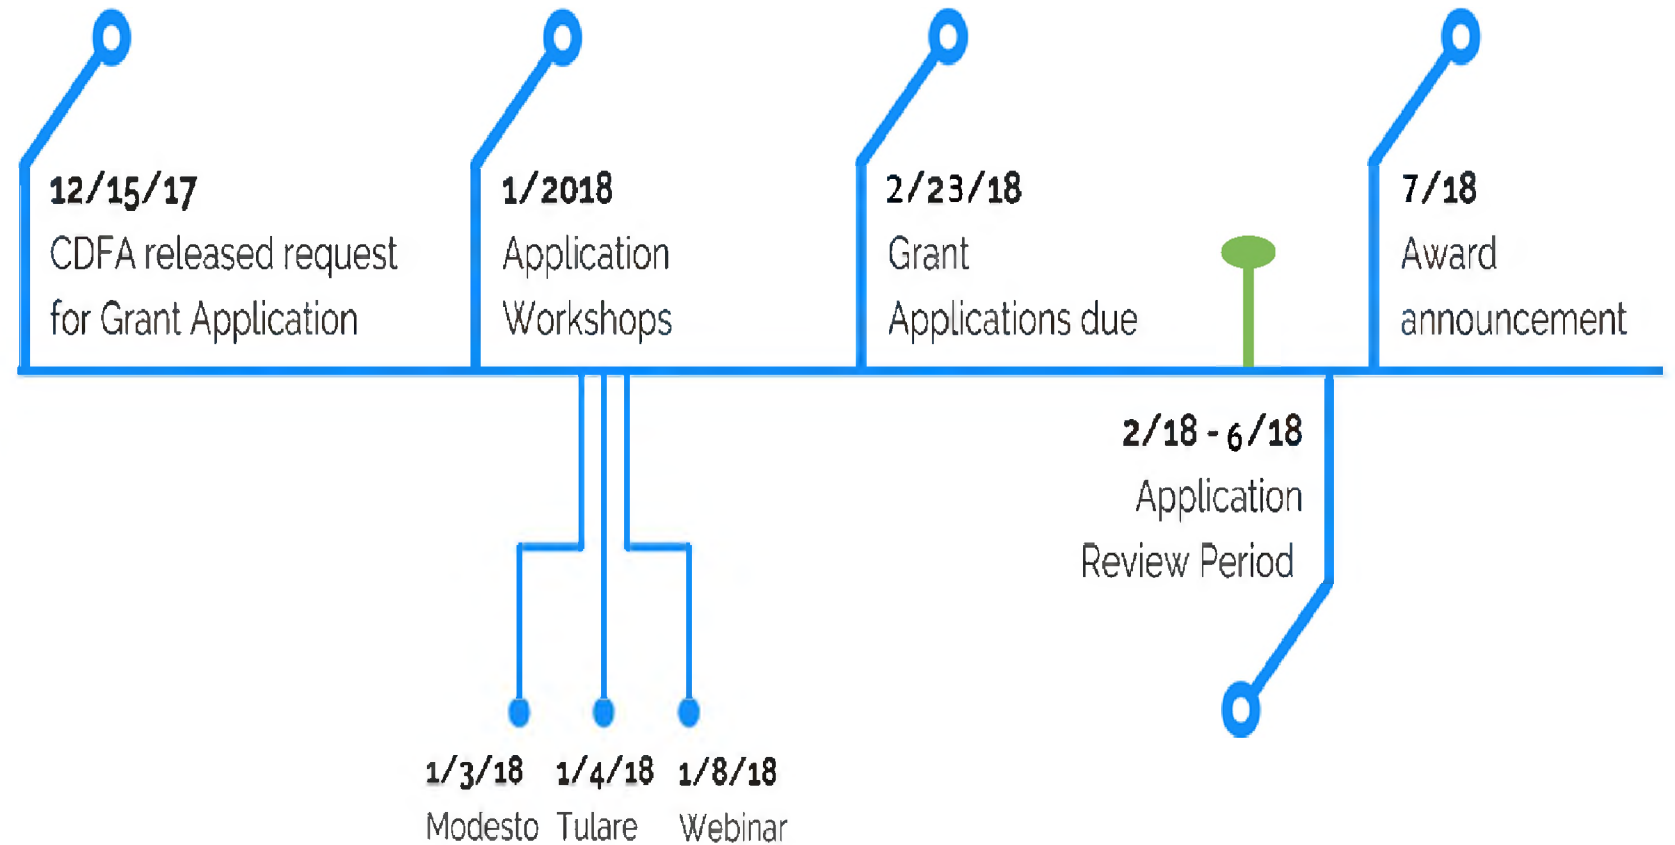 12/15/17
CDFA released request
for Grant Application
1/2018
Application
Workshops
2/23/18
Grant
Applications due
7/18
Award
announcement
2/18 - 6/18
Application
Review Period
1/3/18
Modesto
1/4/18
Tulare
1/8/18
Webinar